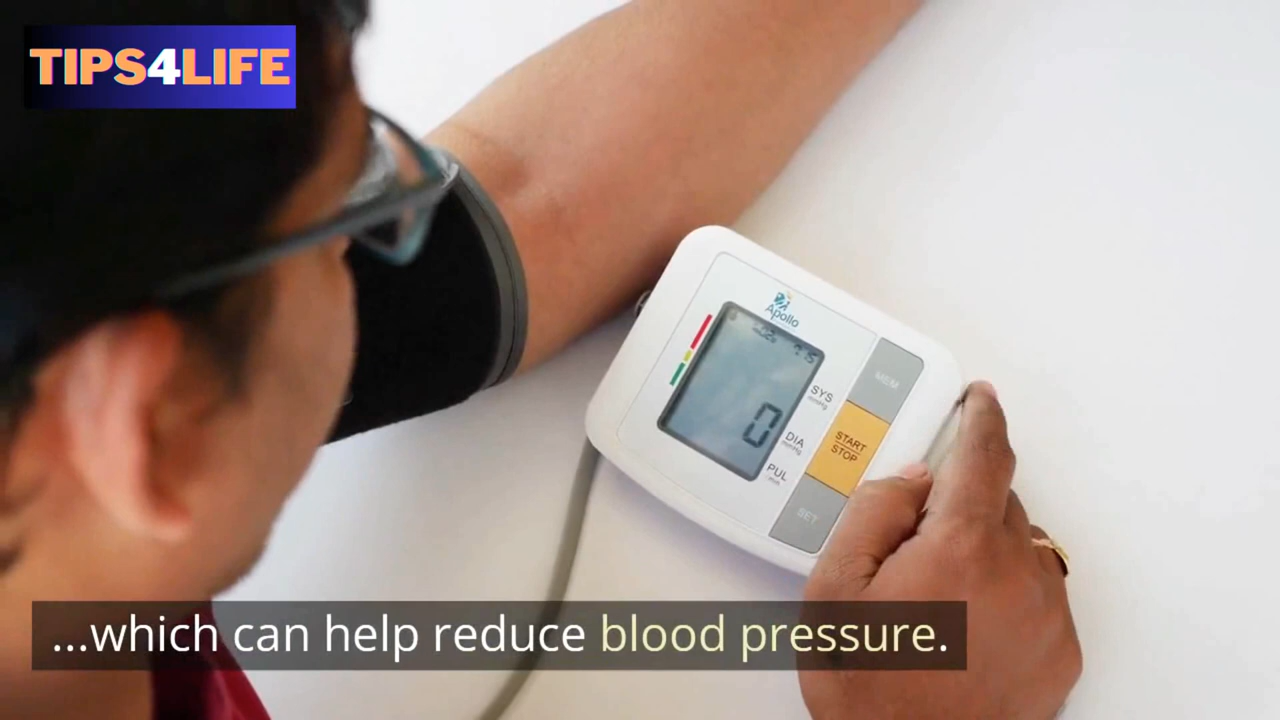 TIPS4LIFE
Apollo
0
SYS
mmHg
DIA
mmHg
PUL
/min
MEM
START
STOP
SET
...which can help reduce blood pressure.